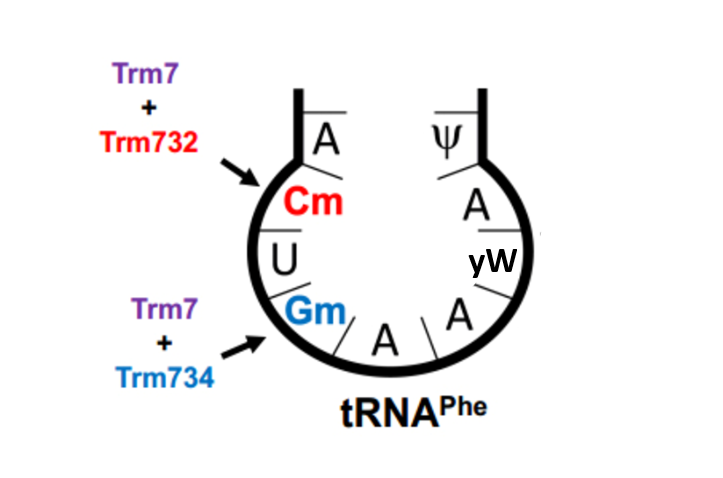 Trm7
+
Trm732
A
Cm
U
Gm
A
A
yW
A
ψ
Trm7
+
Trm734
tRNAPhe